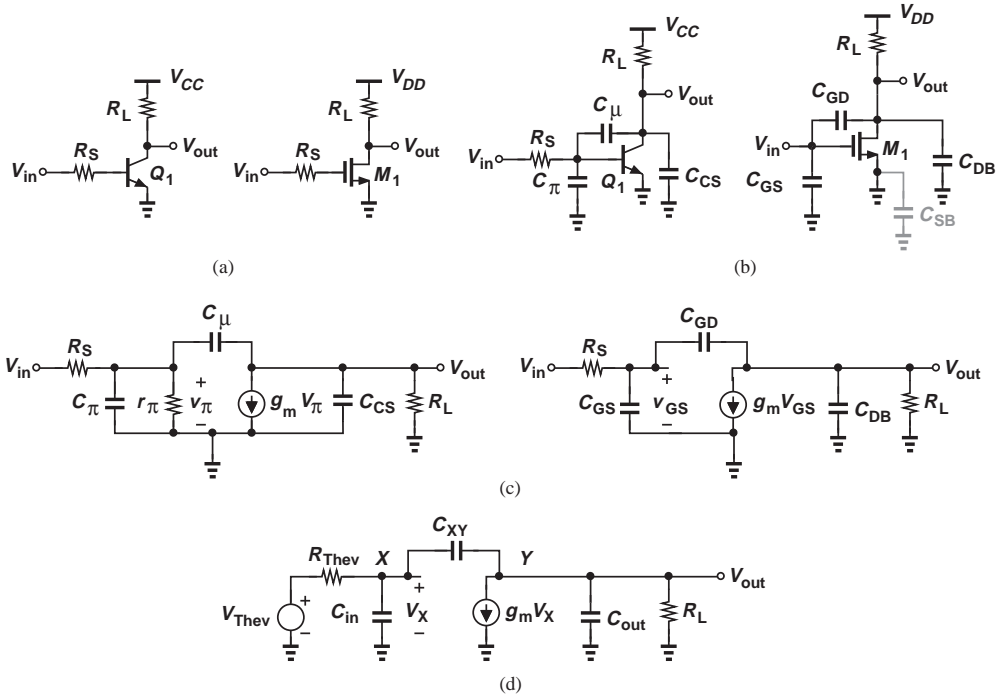 V_CC
R_L
V_out
R_S
V_in
Q_1
V_DD
R_L
V_out
R_S
V_in
M_1
(a)
V_CC
R_L
V_out
C_μ
R_S
V_in
C_π
Q_1
C_CS
V_DD
R_L
V_out
C_GD
V_in
M_1
C_GS
C_DB
C_SB
(b)
C_μ
R_S
V_in
V_out
C_π
r_π
+
v_π
−
g_m V_π
C_CS
R_L
C_GD
R_S
V_in
V_out
C_GS
+
v_GS
−
g_m V_GS
C_DB
R_L
(c)
C_XY
R_Thev
X
Y
V_out
V_Thev
+
−
C_in
+
V_X
−
g_m V_X
C_out
R_L
(d)